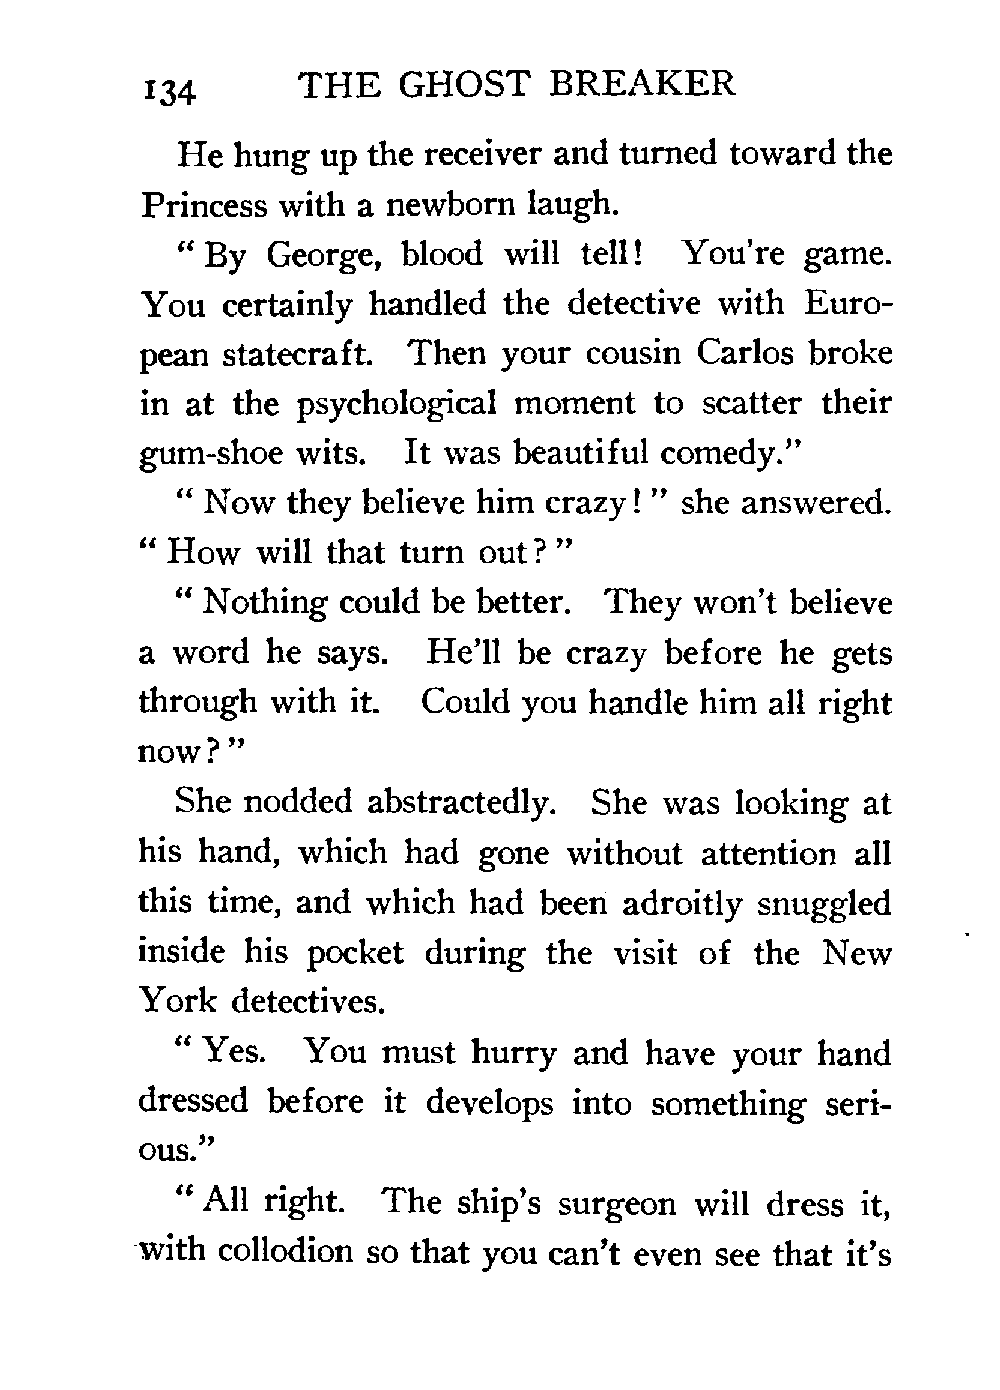 134 THE GHOST BREAKER
He hung up the receiver and turned toward the
Princess with a newborn laugh.
“ By George, blood will tell! You're game.
You certainly handled the detective with Euro-
pean statecraft. Then your cousin Carlos broke
in at the psychological moment to scatter their
gum-shoe wits. It was beautiful comedy.”
“ Now they believe him crazy! ” she answered.
“ How will that turn out? ”
“ Nothing could be better. They won't believe
a word he says. He'll be crazy before he gets
through with it. Could you handle him all right
now? ”
She nodded abstractedly. She was looking at
his hand, which had gone without attention all
this time, and which had been adroitly snuggled
inside his pocket during the visit of the New
York detectives.
“ Yes. You must hurry and have your hand
dressed before it develops into something seri-
ous.”
“ All right. The ship's surgeon will dress it,
with collodion so that you can't even see that it's